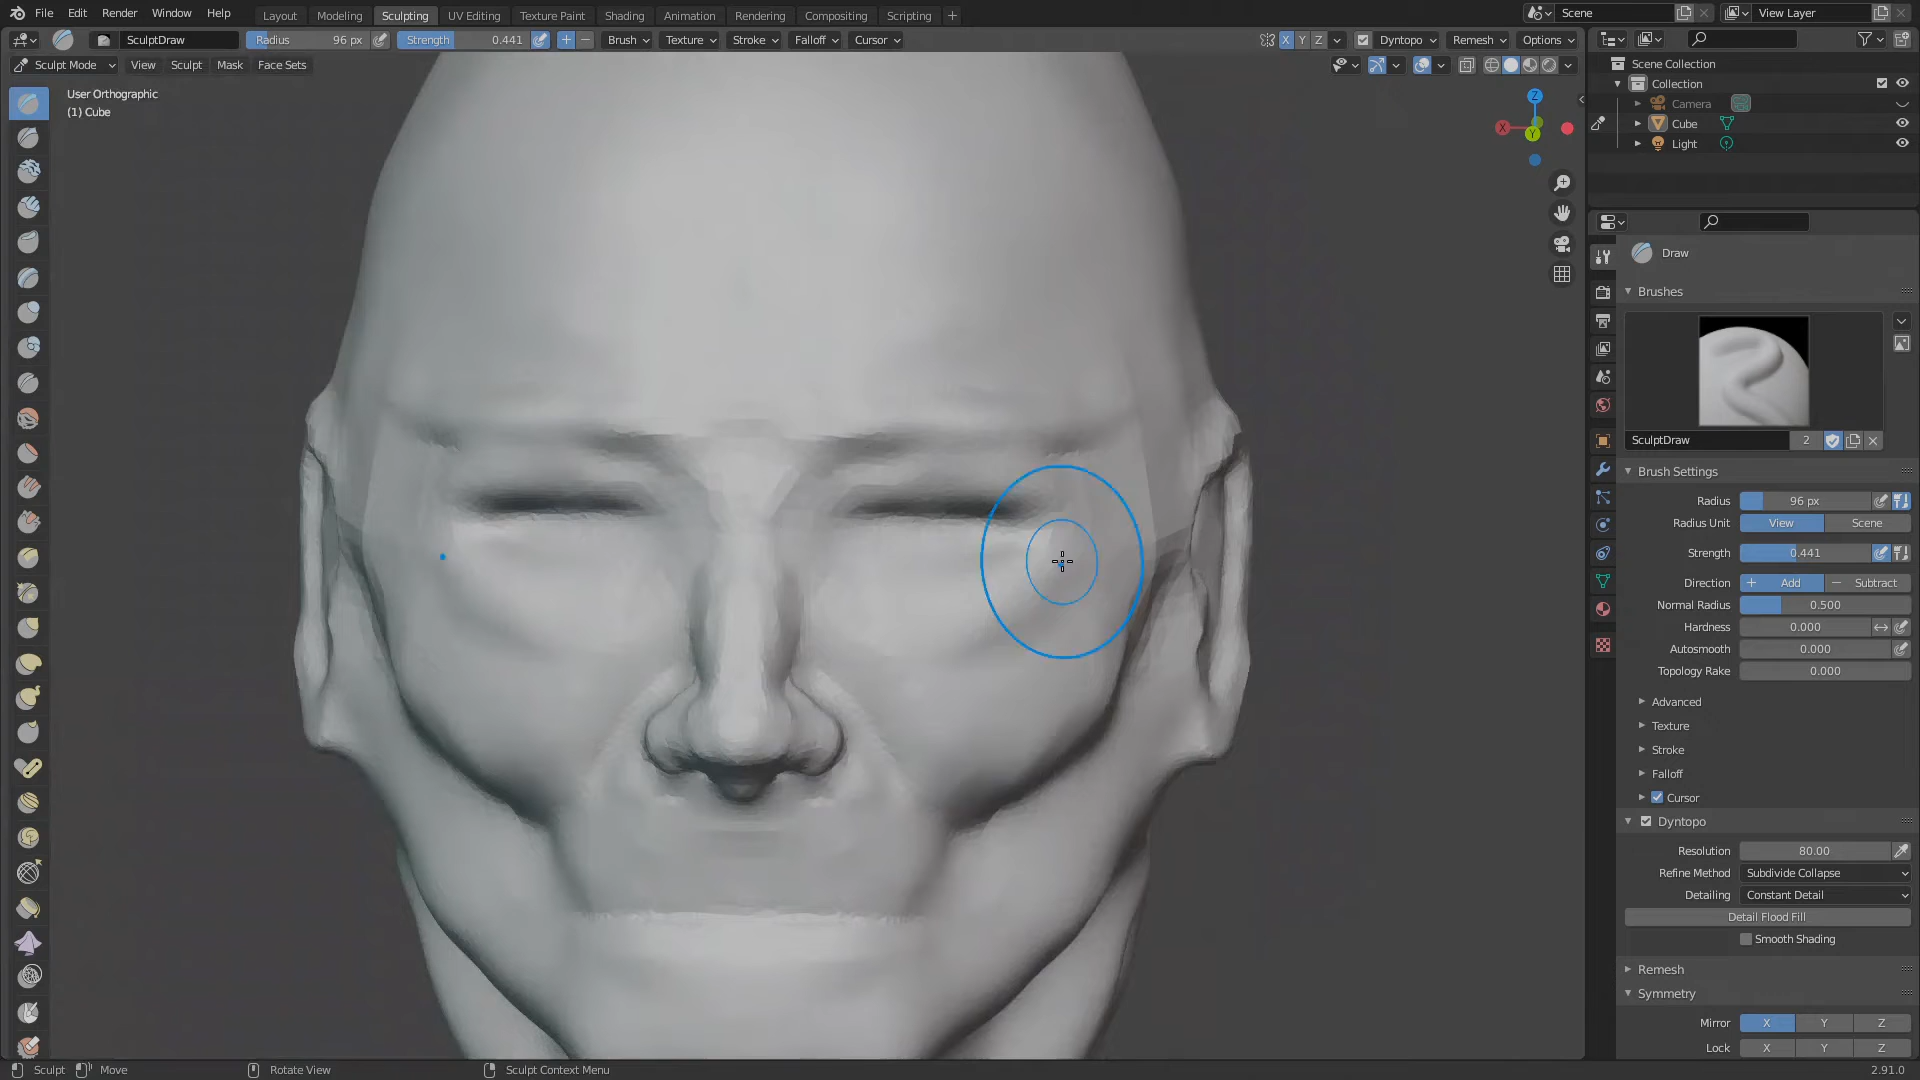 File Edit Render Window Help Layout Modeling Sculpting UV Editing Texture Paint Shading Animation Rendering Compositing Scripting + Scene View Layer
SculptDraw Radius 96 px Strength 0.441 + − Brush Texture Stroke Falloff Cursor X Y Z Dyntopo Remesh Options
Sculpt Mode View Sculpt Mask Face Sets
User Orthographic
(1) Cube
Z
X
Y
Scene Collection
Collection
Camera
Cube
Light
Draw
Brushes
SculptDraw 2
Brush Settings
Radius 96 px
Radius Unit View Scene
Strength 0.441
Direction + Add − Subtract
Normal Radius 0.500
Hardness 0.000
Autosmooth 0.000
Topology Rake 0.000
Advanced
Texture
Stroke
Falloff
Cursor
Dyntopo
Resolution 80.00
Refine Method Subdivide Collapse
Detailing Constant Detail
Detail Flood Fill
Smooth Shading
Remesh
Symmetry
Mirror X Y Z
Lock X Y Z
Sculpt Move Rotate View Sculpt Context Menu 2.91.0